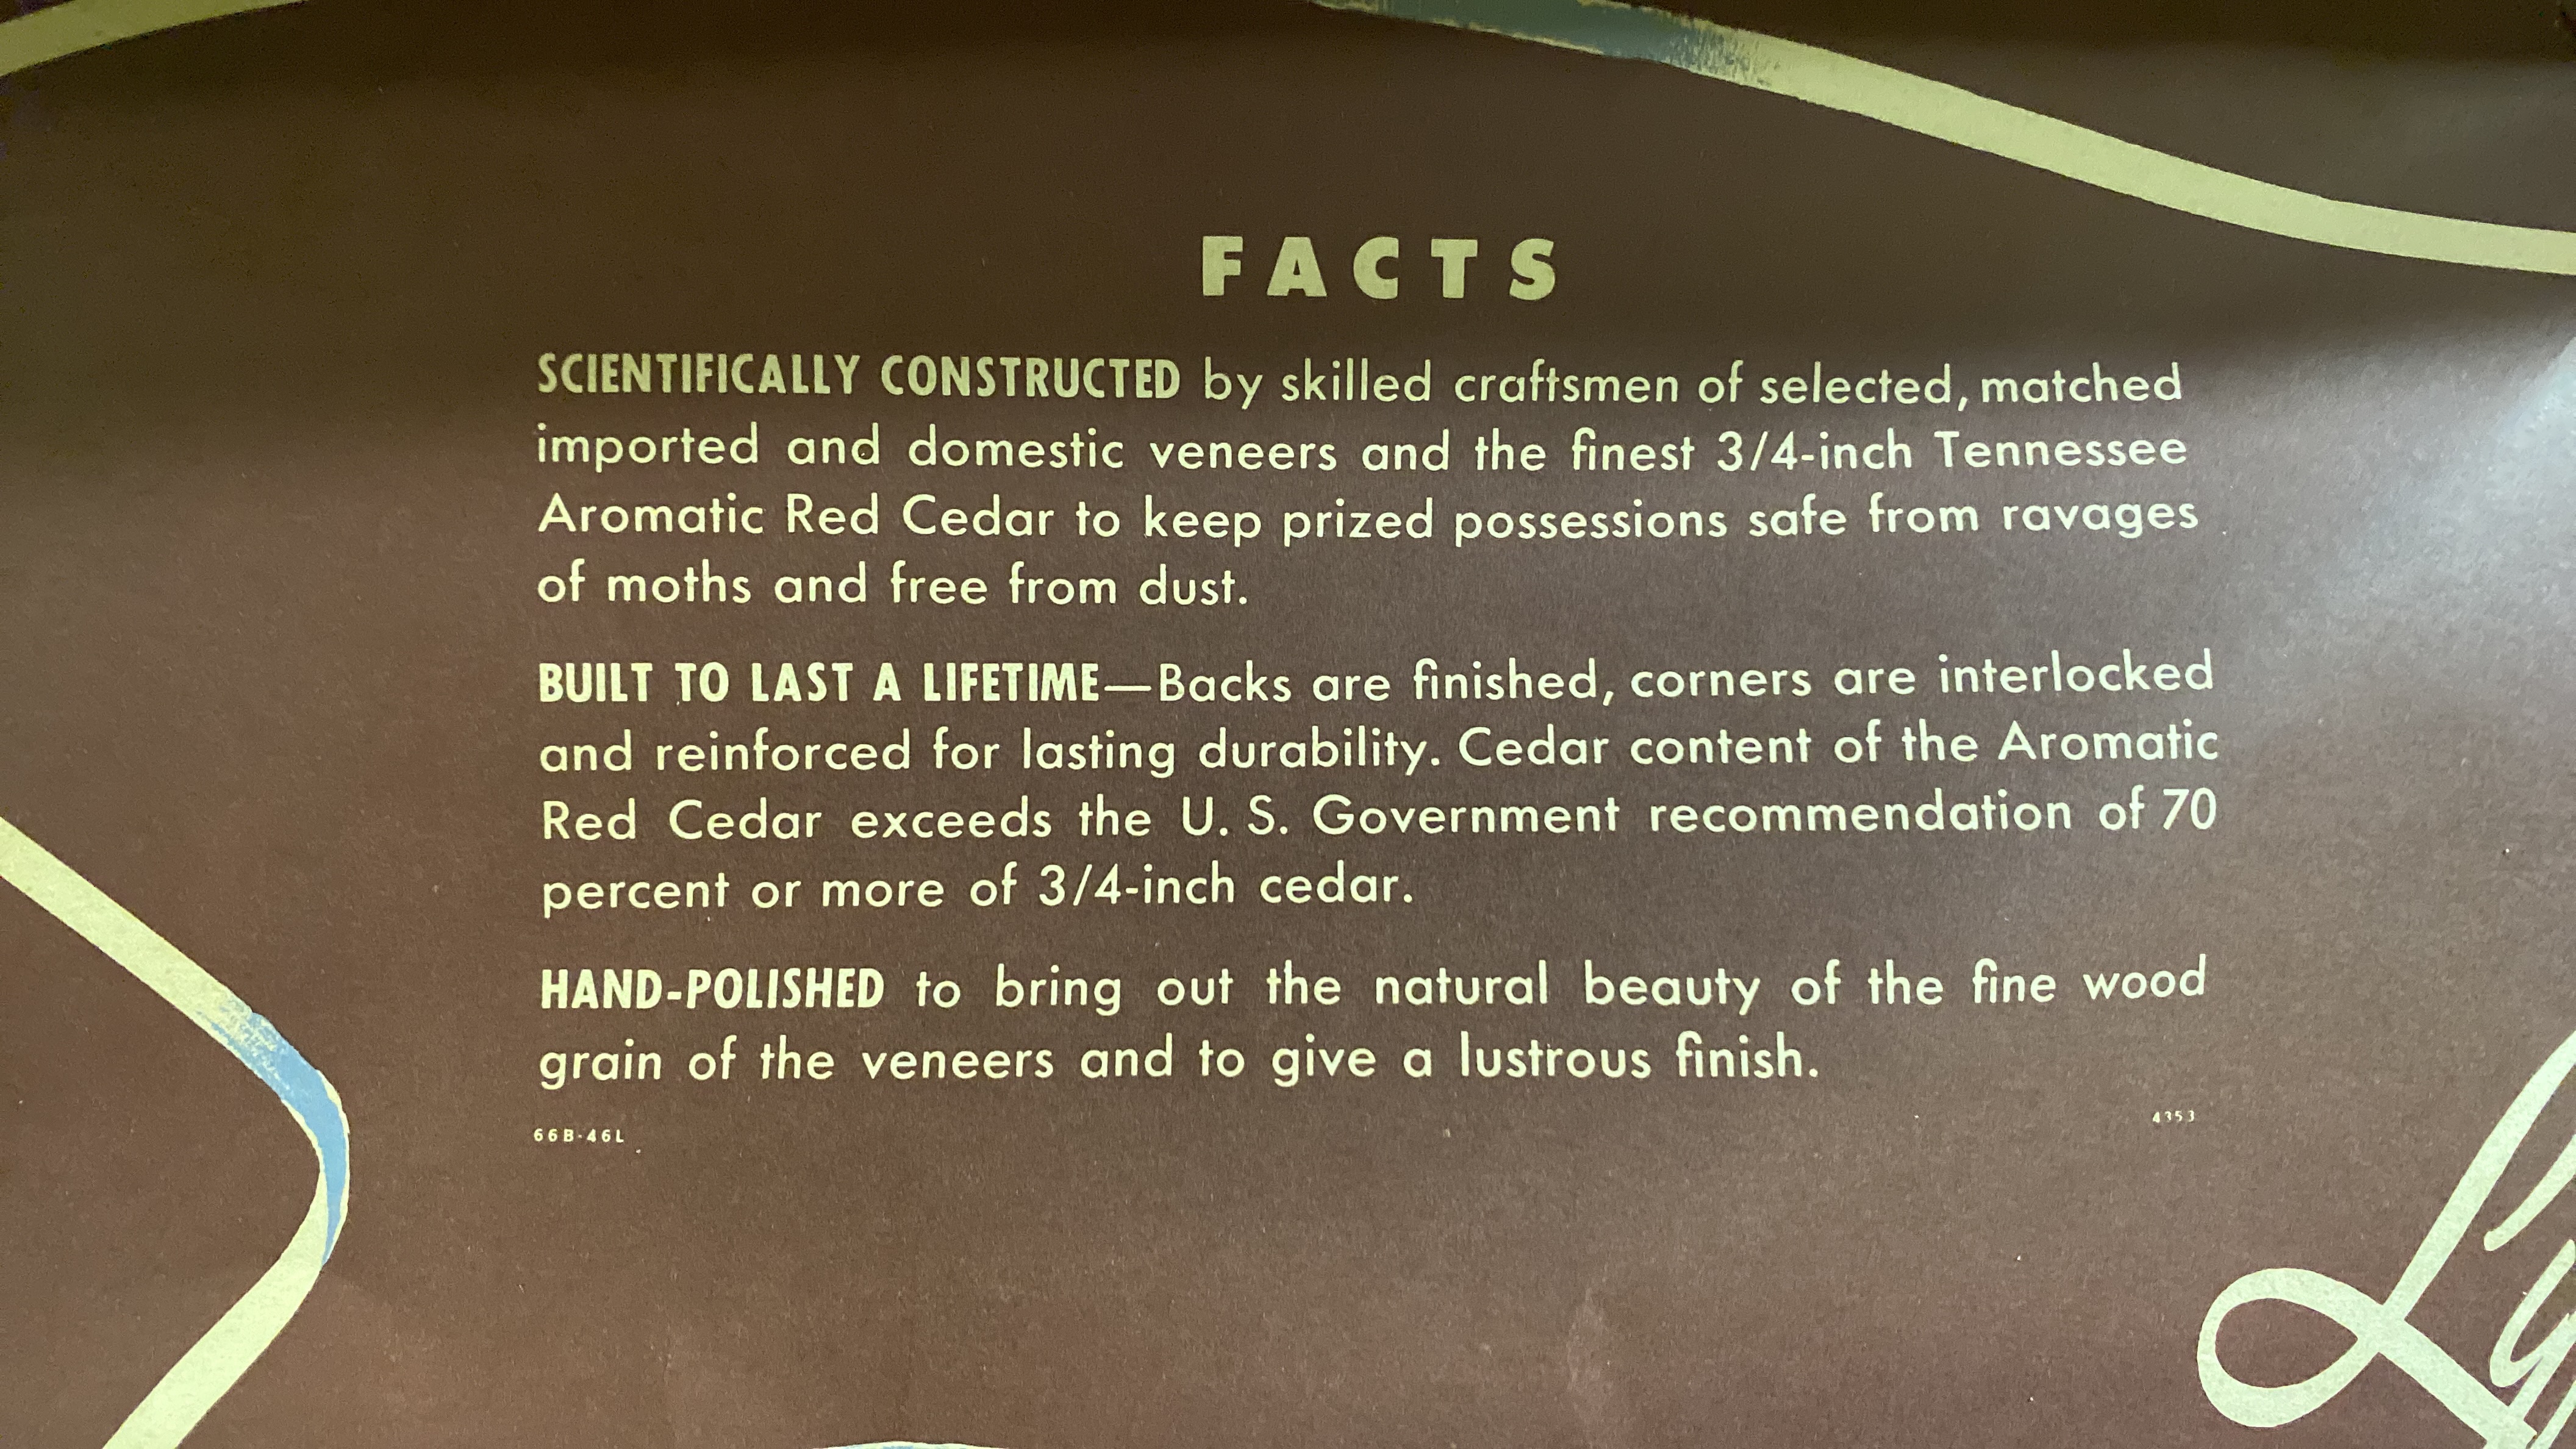 FACTS
SCIENTIFICALLY CONSTRUCTED by skilled craftsmen of selected, matched
imported and domestic veneers and the finest 3/4-inch Tennessee
Aromatic Red Cedar to keep prized possessions safe from ravages
of moths and free from dust.
BUILT TO LAST A LIFETIME—Backs are finished, corners are interlocked
and reinforced for lasting durability. Cedar content of the Aromatic
Red Cedar exceeds the U. S. Government recommendation of 70
percent or more of 3/4-inch cedar.
HAND-POLISHED to bring out the natural beauty of the fine wood
grain of the veneers and to give a lustrous finish.
66B-46L
4353